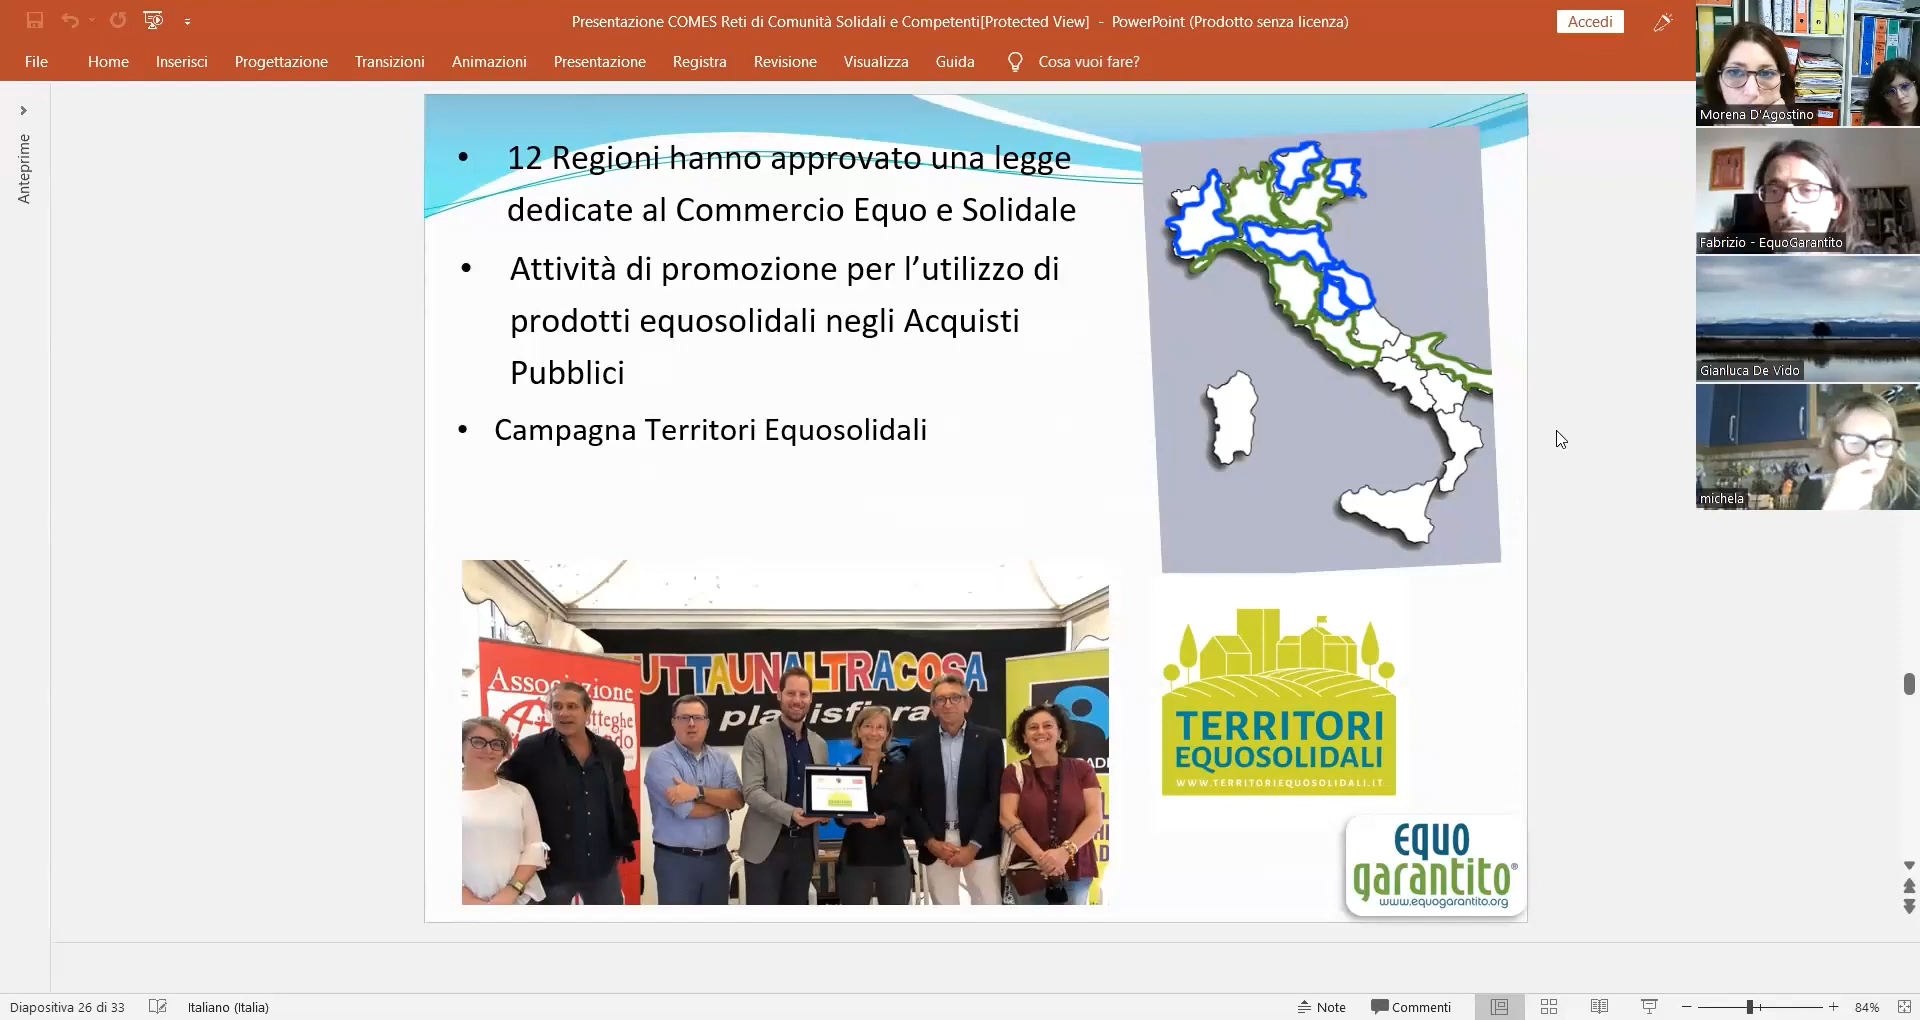 Presentazione COMES Reti di Comunità Solidali e Competenti[Protected View] - PowerPoint (Prodotto senza licenza)
Accedi
File Home Inserisci Progettazione Transizioni Animazioni Presentazione Registra Revisione Visualizza Guida Cosa vuoi fare?
Anteprime
• 12 Regioni hanno approvato una legge
dedicate al Commercio Equo e Solidale
• Attività di promozione per l’utilizzo di
prodotti equosolidali negli Acquisti
Pubblici
• Campagna Territori Equosolidali
Associazione
otteghe
do
UTTAUNALTRACOSA
TERRITORI
EQUOSOLIDALI
WWW.TERRITORIEQUOSOLIDALI.IT
EQUO
garantito®
www.equogarantito.org
Morena D'Agostino
Fabrizio - EquoGarantito
Gianluca De Vido
michela
Diapositiva 26 di 33 Italiano (Italia) Note Commenti 84%